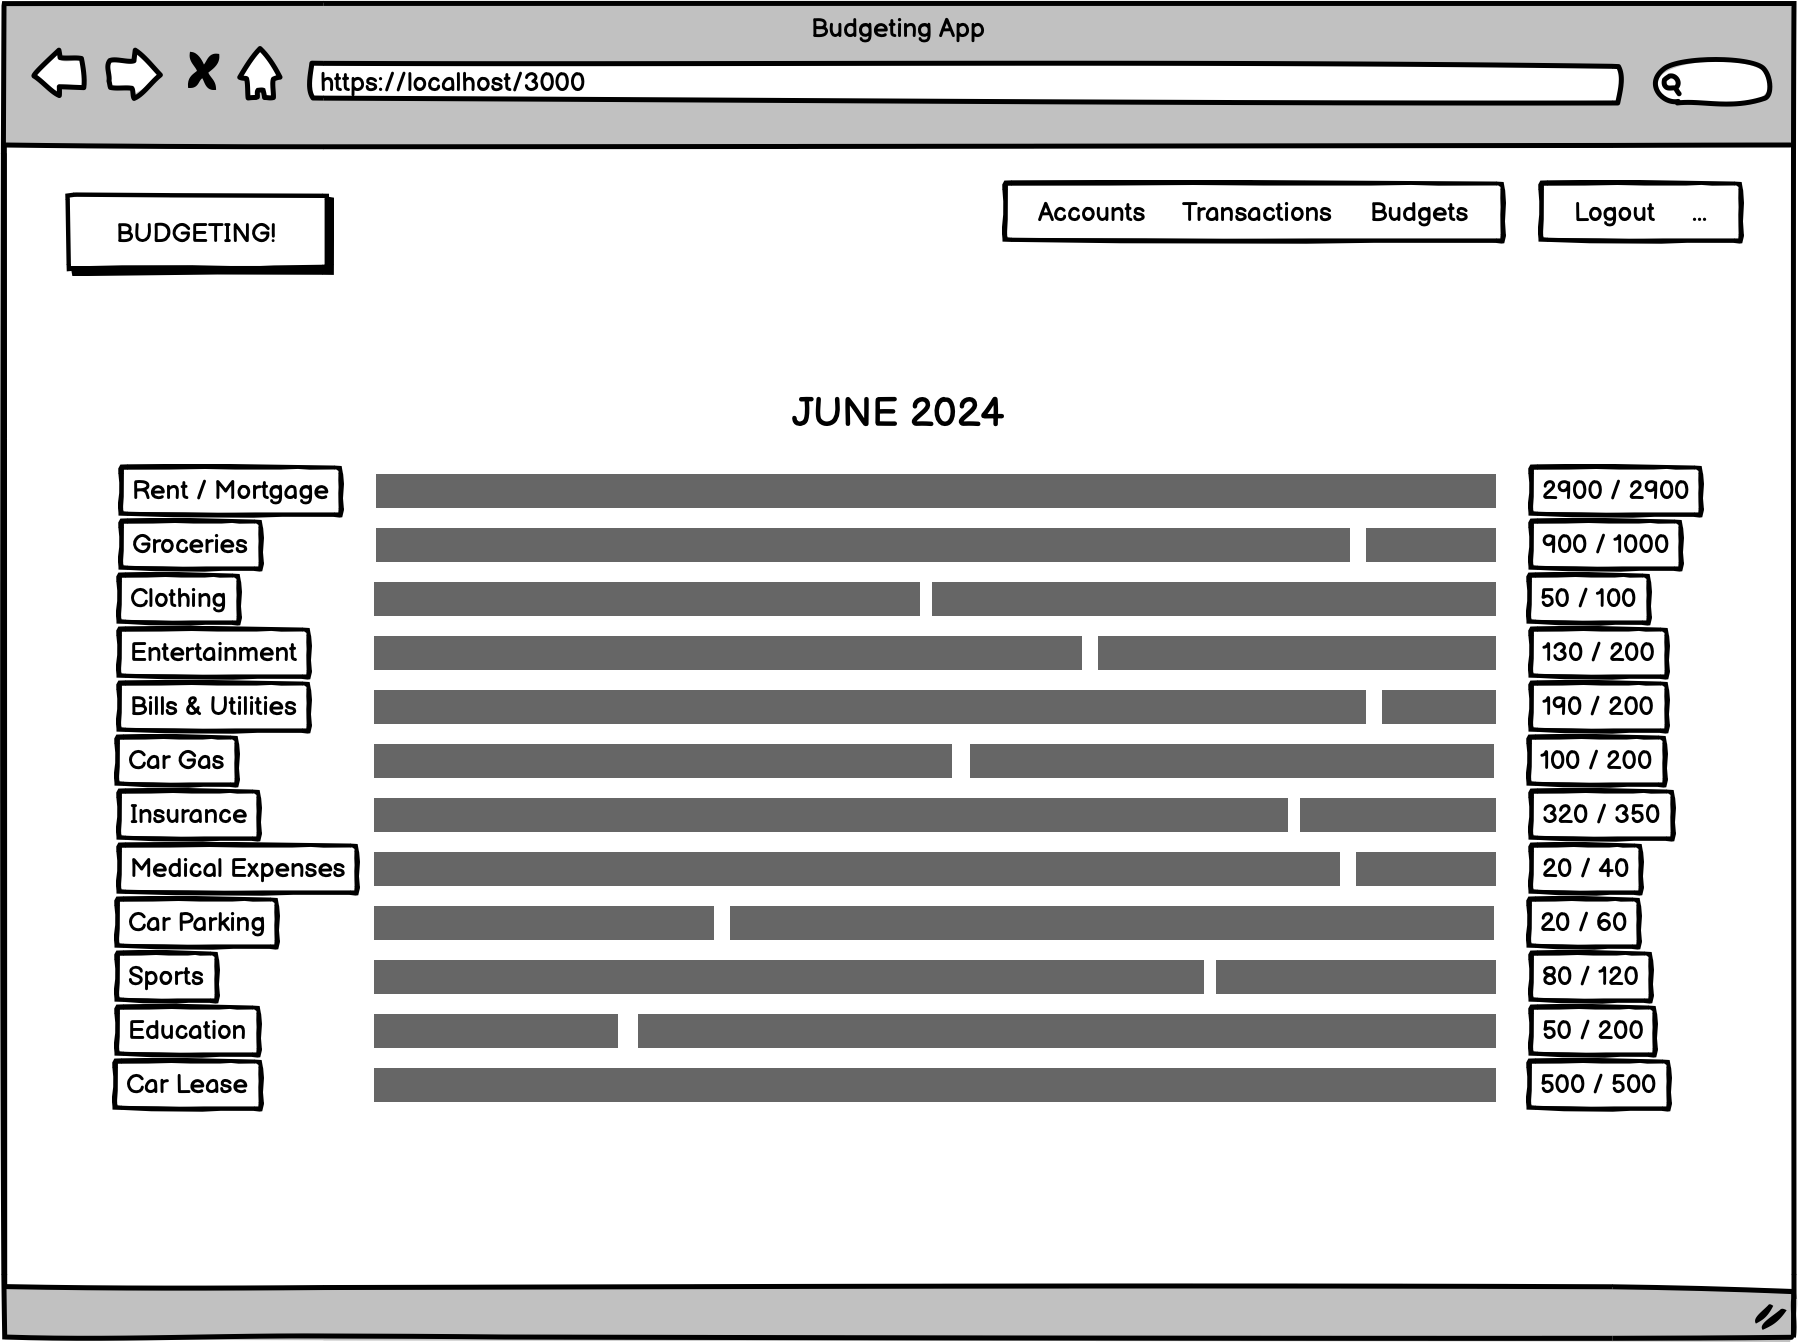 Budgeting App
https://localhost/3000
BUDGETING!
Accounts Transactions Budgets
Logout ...
JUNE 2024
Rent / Mortgage 2900 / 2900
Groceries 900 / 1000
Clothing 50 / 100
Entertainment 130 / 200
Bills & Utilities 190 / 200
Car Gas 100 / 200
Insurance 320 / 350
Medical Expenses 20 / 40
Car Parking 20 / 60
Sports 80 / 120
Education 50 / 200
Car Lease 500 / 500